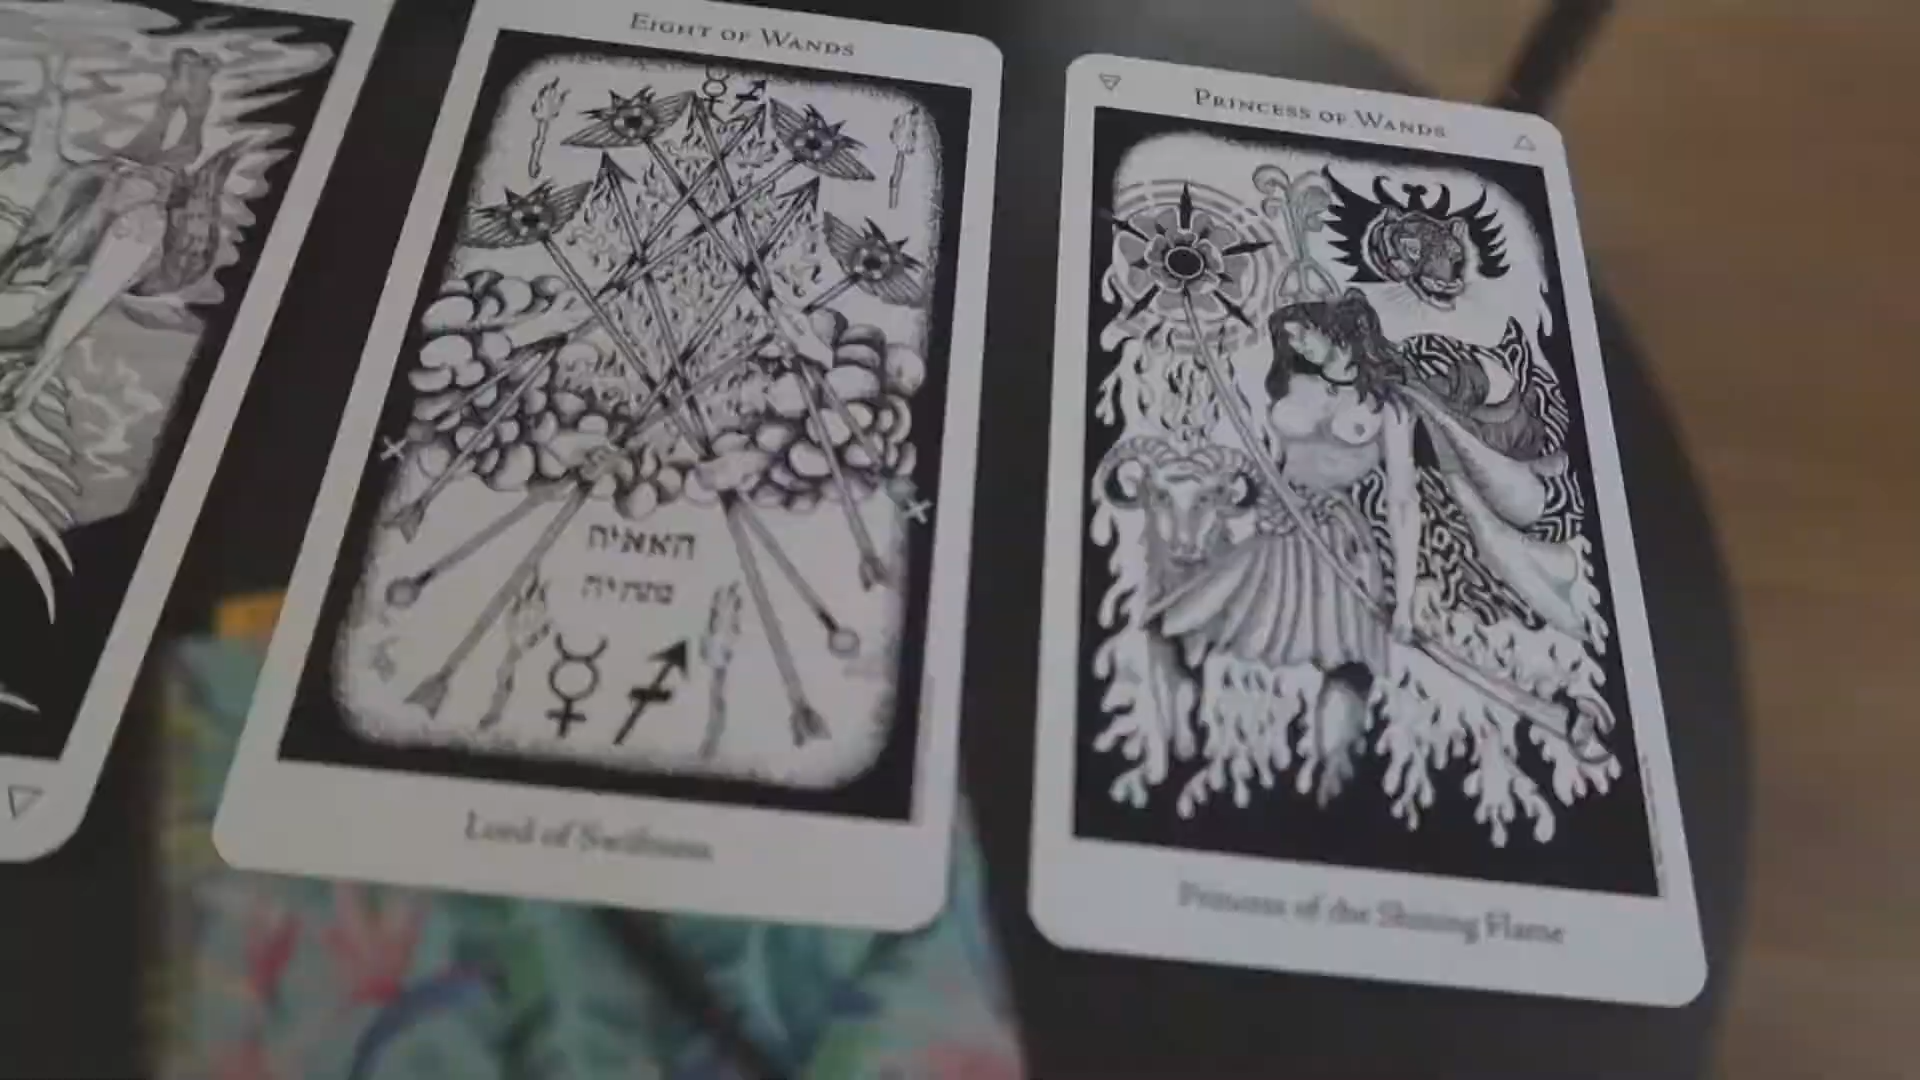 EIGHT OF WANDS
האאיה
Lord of Swiftness
PRINCESS OF WANDS
Princess of the Shining Flame